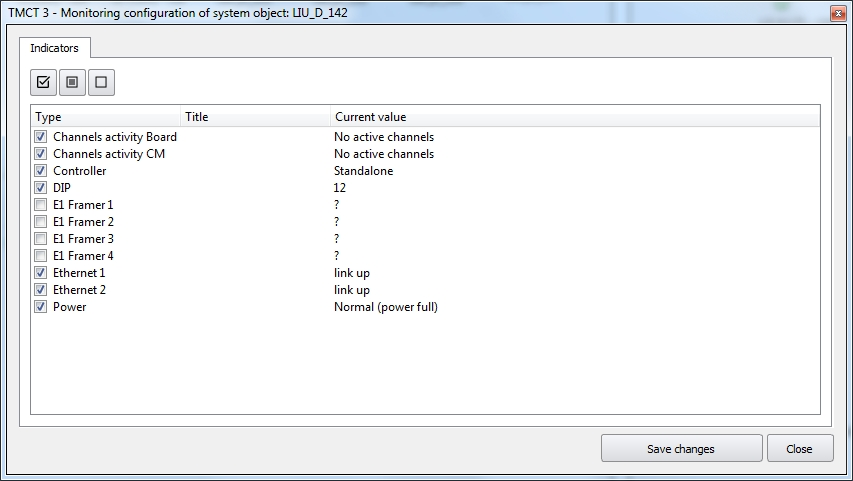 TMCT 3 - Monitoring configuration of system object: LIU_D_142
Indicators
Type Title Current value
Channels activity Board No active channels
Channels activity CM No active channels
Controller Standalone
DIP 12
E1 Framer 1 ?
E1 Framer 2 ?
E1 Framer 3 ?
E1 Framer 4 ?
Ethernet 1 link up
Ethernet 2 link up
Power Normal (power full)
Save changes Close